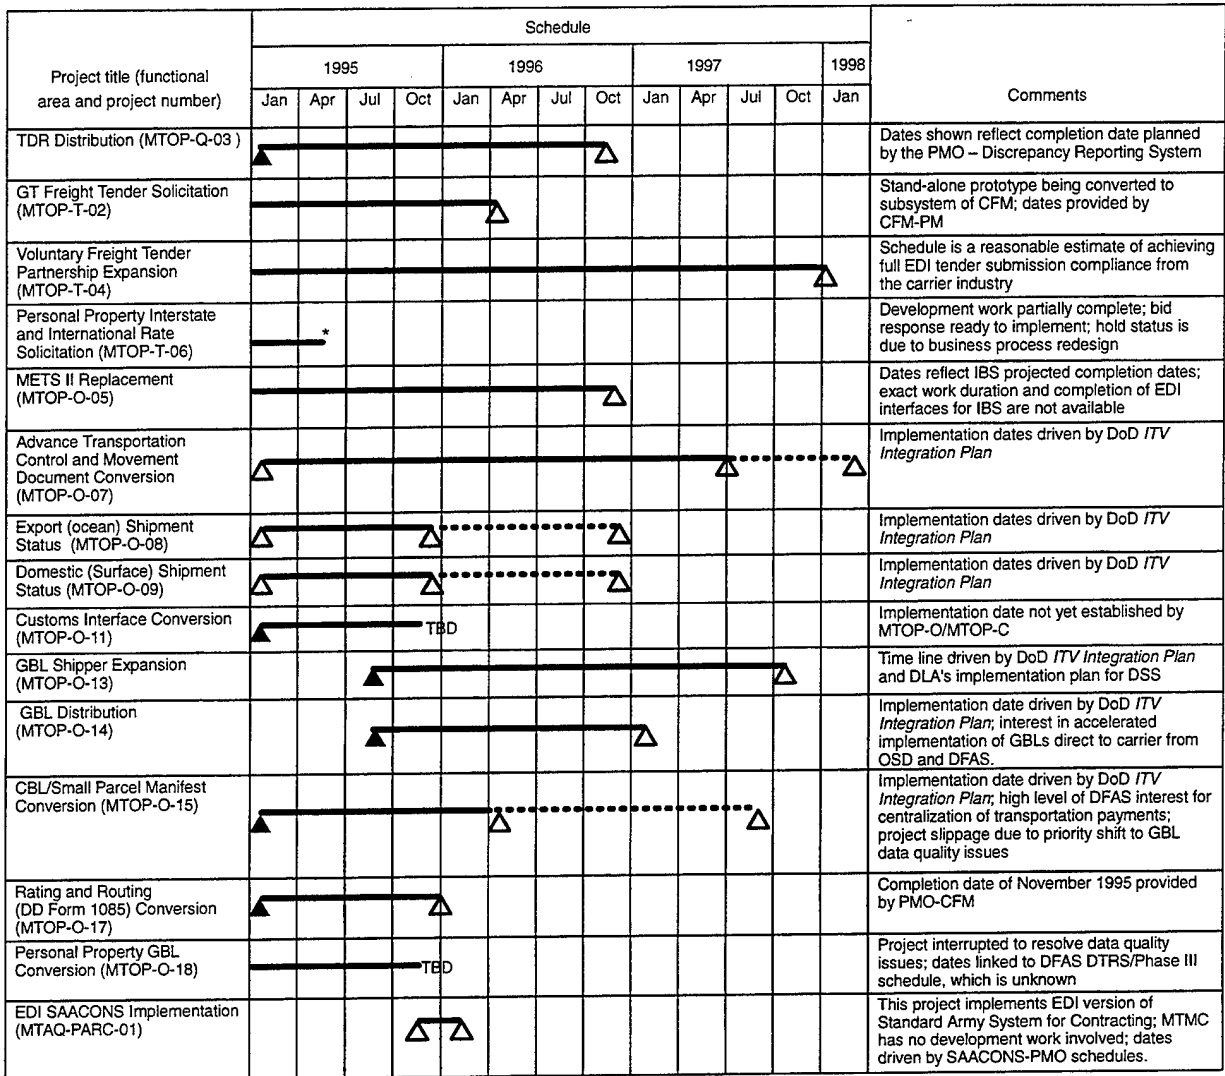 Schedule
Project title (functional
area and project number)
1995
1996
1997
1998
Comments
Jan Apr Jul Oct Jan Apr Jul Oct Jan Apr Jul Oct Jan
TDR Distribution (MTOP-Q-03 )
Dates shown reflect completion date planned
by the PMO – Discrepancy Reporting System
GT Freight Tender Solicitation
(MTOP-T-02)
Stand-alone prototype being converted to
subsystem of CFM; dates provided by
CFM-PM
Voluntary Freight Tender
Partnership Expansion
(MTOP-T-04)
Schedule is a reasonable estimate of achieving
full EDI tender submission compliance from
the carrier industry
Personal Property Interstate
and International Rate
Solicitation (MTOP-T-06)
*
Development work partially complete; bid
response ready to implement; hold status is
due to business process redesign
METS II Replacement
(MTOP-O-05)
Dates reflect IBS projected completion dates;
exact work duration and completion of EDI
interfaces for IBS are not available
Advance Transportation
Control and Movement
Document Conversion
(MTOP-O-07)
Implementation dates driven by DoD ITV
Integration Plan
Export (ocean) Shipment
Status (MTOP-O-08)
Implementation dates driven by DoD ITV
Integration Plan
Domestic (Surface) Shipment
Status (MTOP-O-09)
Implementation dates driven by DoD ITV
Integration Plan
Customs Interface Conversion
(MTOP-O-11)
TBD
Implementation date not yet established by
MTOP-O/MTOP-C
GBL Shipper Expansion
(MTOP-O-13)
Time line driven by DoD ITV Integration Plan
and DLA's implementation plan for DSS
GBL Distribution
(MTOP-O-14)
Implementation date driven by DoD ITV
Integration Plan; interest in accelerated
implementation of GBLs direct to carrier from
OSD and DFAS.
CBL/Small Parcel Manifest
Conversion (MTOP-O-15)
Implementation date driven by DoD ITV
Integration Plan; high level of DFAS interest for
centralization of transportation payments;
project slippage due to priority shift to GBL
data quality issues
Rating and Routing
(DD Form 1085) Conversion
(MTOP-O-17)
Completion date of November 1995 provided
by PMO-CFM
Personal Property GBL
Conversion (MTOP-O-18)
TBD
Project interrupted to resolve data quality
issues; dates linked to DFAS DTRS/Phase III
schedule, which is unknown
EDI SAACONS Implementation
(MTAQ-PARC-01)
This project implements EDI version of
Standard Army System for Contracting; MTMC
has no development work involved; dates
driven by SAACONS-PMO schedules.